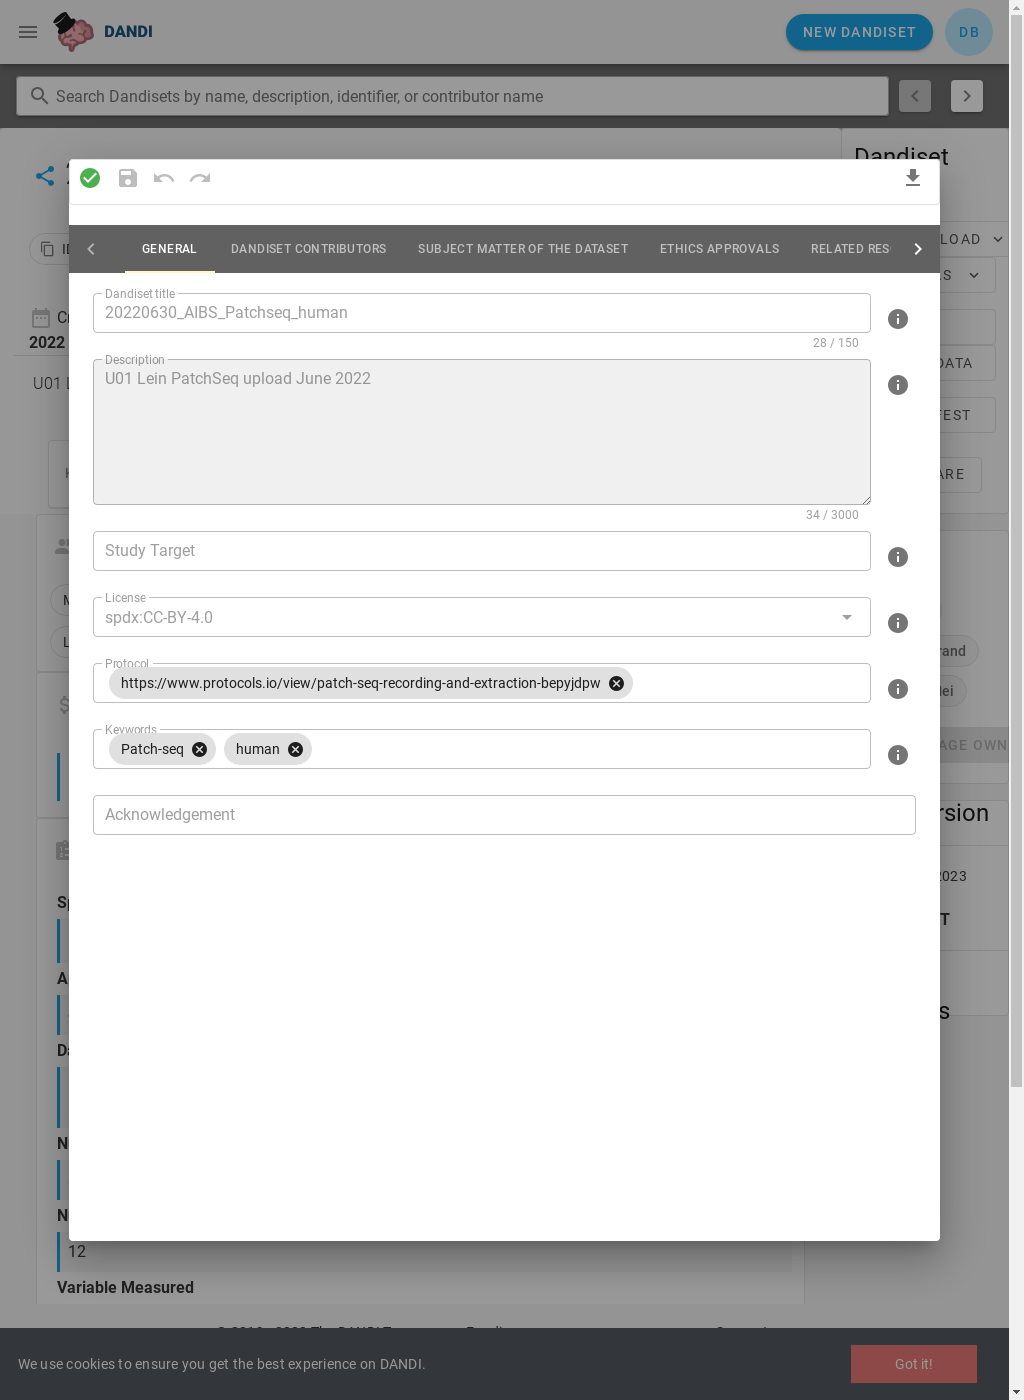 DANDI
NEW DANDISET
DB
Search Dandisets by name, description, identifier, or contributor name
Dandiset
GENERAL
DANDISET CONTRIBUTORS
SUBJECT MATTER OF THE DATASET
ETHICS APPROVALS
RELATED RES
LOAD
S
Dandiset title
20220630_AIBS_Patchseq_human
28 / 150
2022
Description
U01 Lein PatchSeq upload June 2022
U01 L
DATA
FEST
ARE
34 / 3000
Study Target
License
spdx:CC-BY-4.0
rand
Protocol
https://www.protocols.io/view/patch-seq-recording-and-extraction-bepyjdpw
lei
Keywords
Patch-seq
human
AGE OWN
Acknowledgement
rsion
2023
Sp
T
A
s
Da
N
N
12
Variable Measured
We use cookies to ensure you get the best experience on DANDI.
Got it!